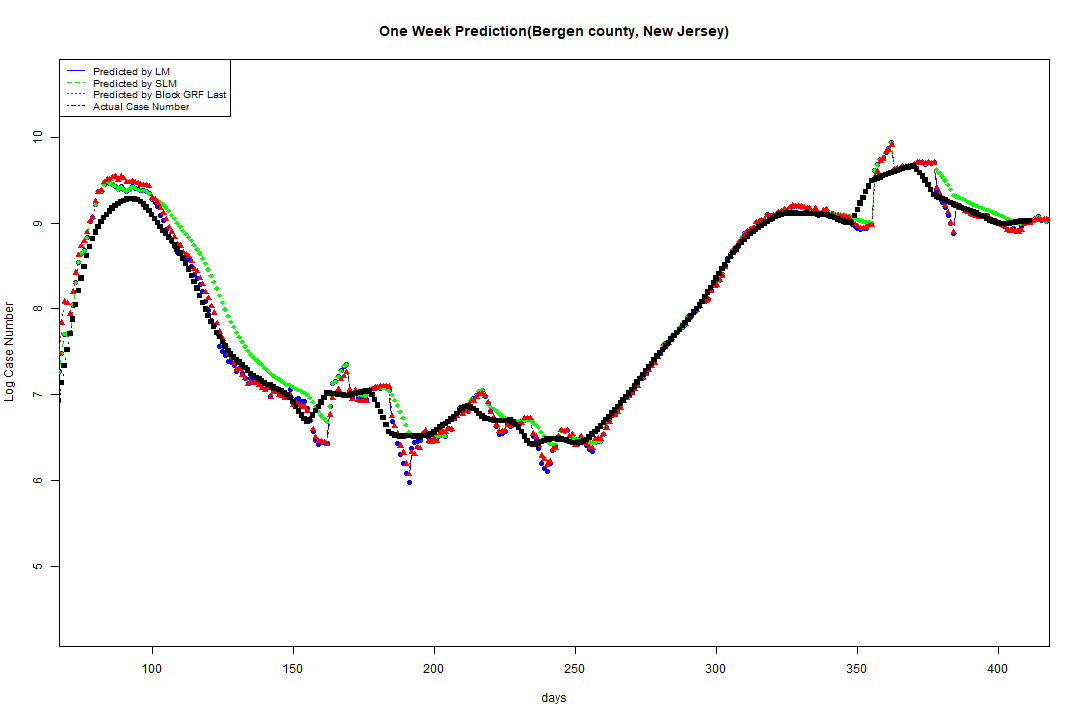 One Week Prediction(Bergen county, New Jersey)
Predicted by LM
Predicted by SLM
Predicted by Block GRF Last
Actual Case Number
10
9
8
7
6
5
Log Case Number
100 150 200 250 300 350 400
days